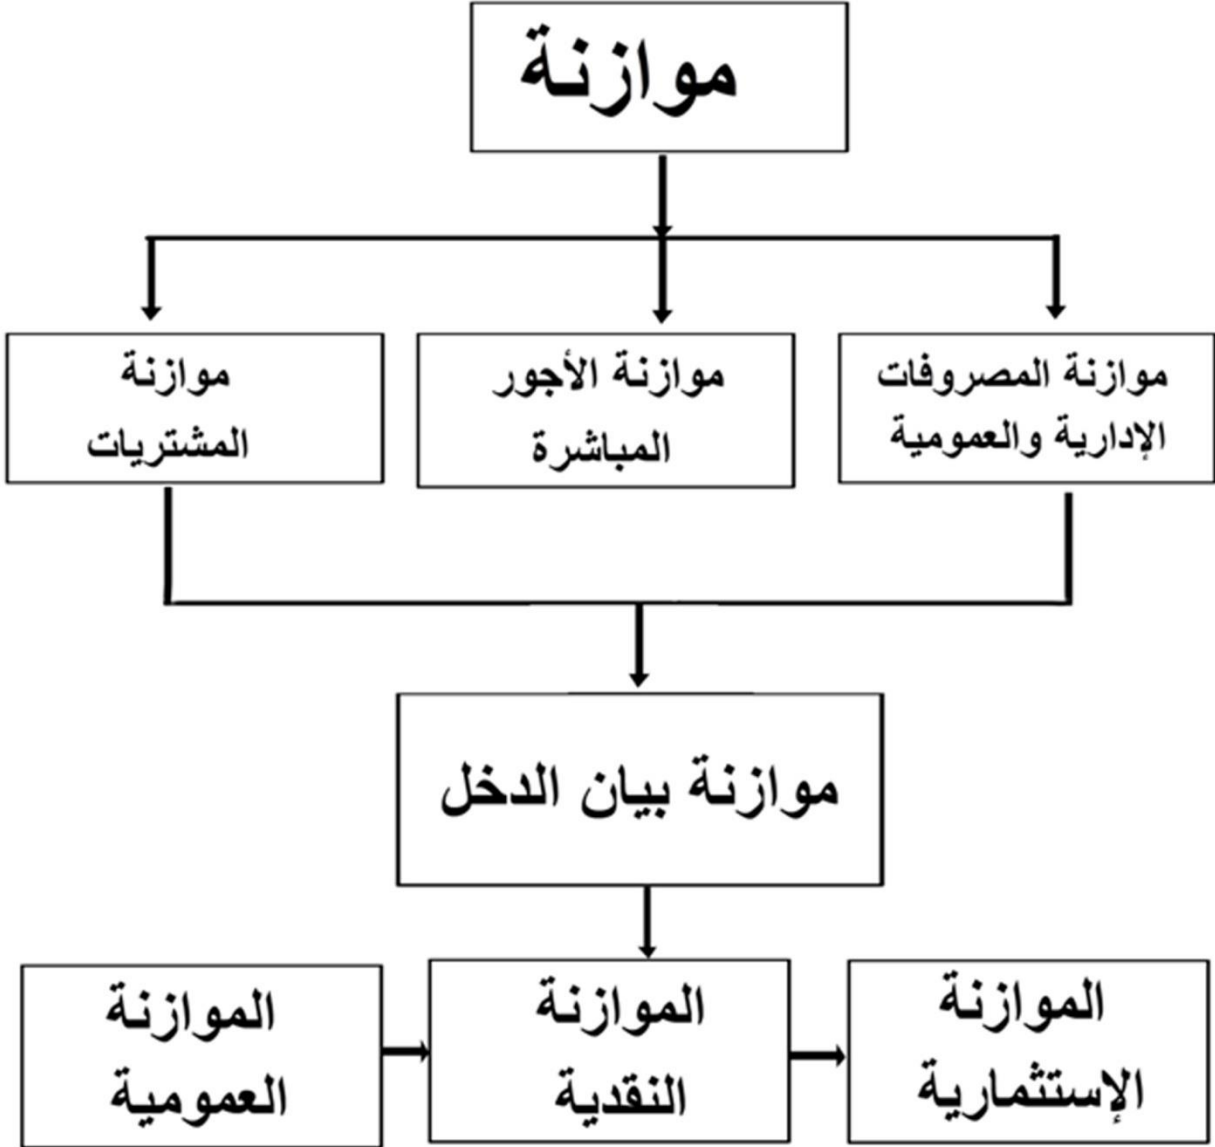 موازنة
موازنة المصروفات
الإدارية والعمومية
موازنة الأجور
المباشرة
موازنة
المشتريات
موازنة بيان الدخل
الموازنة
الإستثمارية
الموازنة
النقدية
الموازنة
العمومية